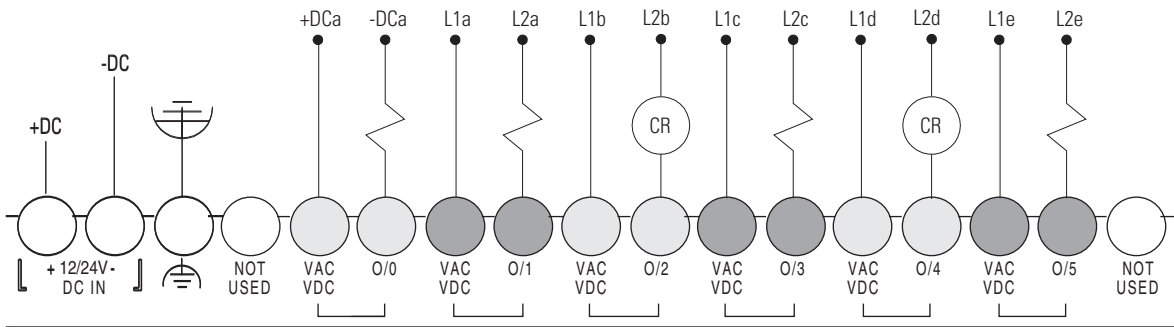 +DCa -DCa L1a L2a L1b L2b L1c L2c L1d L2d L1e L2e
-DC
+DC
CR CR
+ 12/24V -
DC IN
NOT
USED
VAC
VDC
O/0
VAC
VDC
O/1
VAC
VDC
O/2
VAC
VDC
O/3
VAC
VDC
O/4
VAC
VDC
O/5
NOT
USED